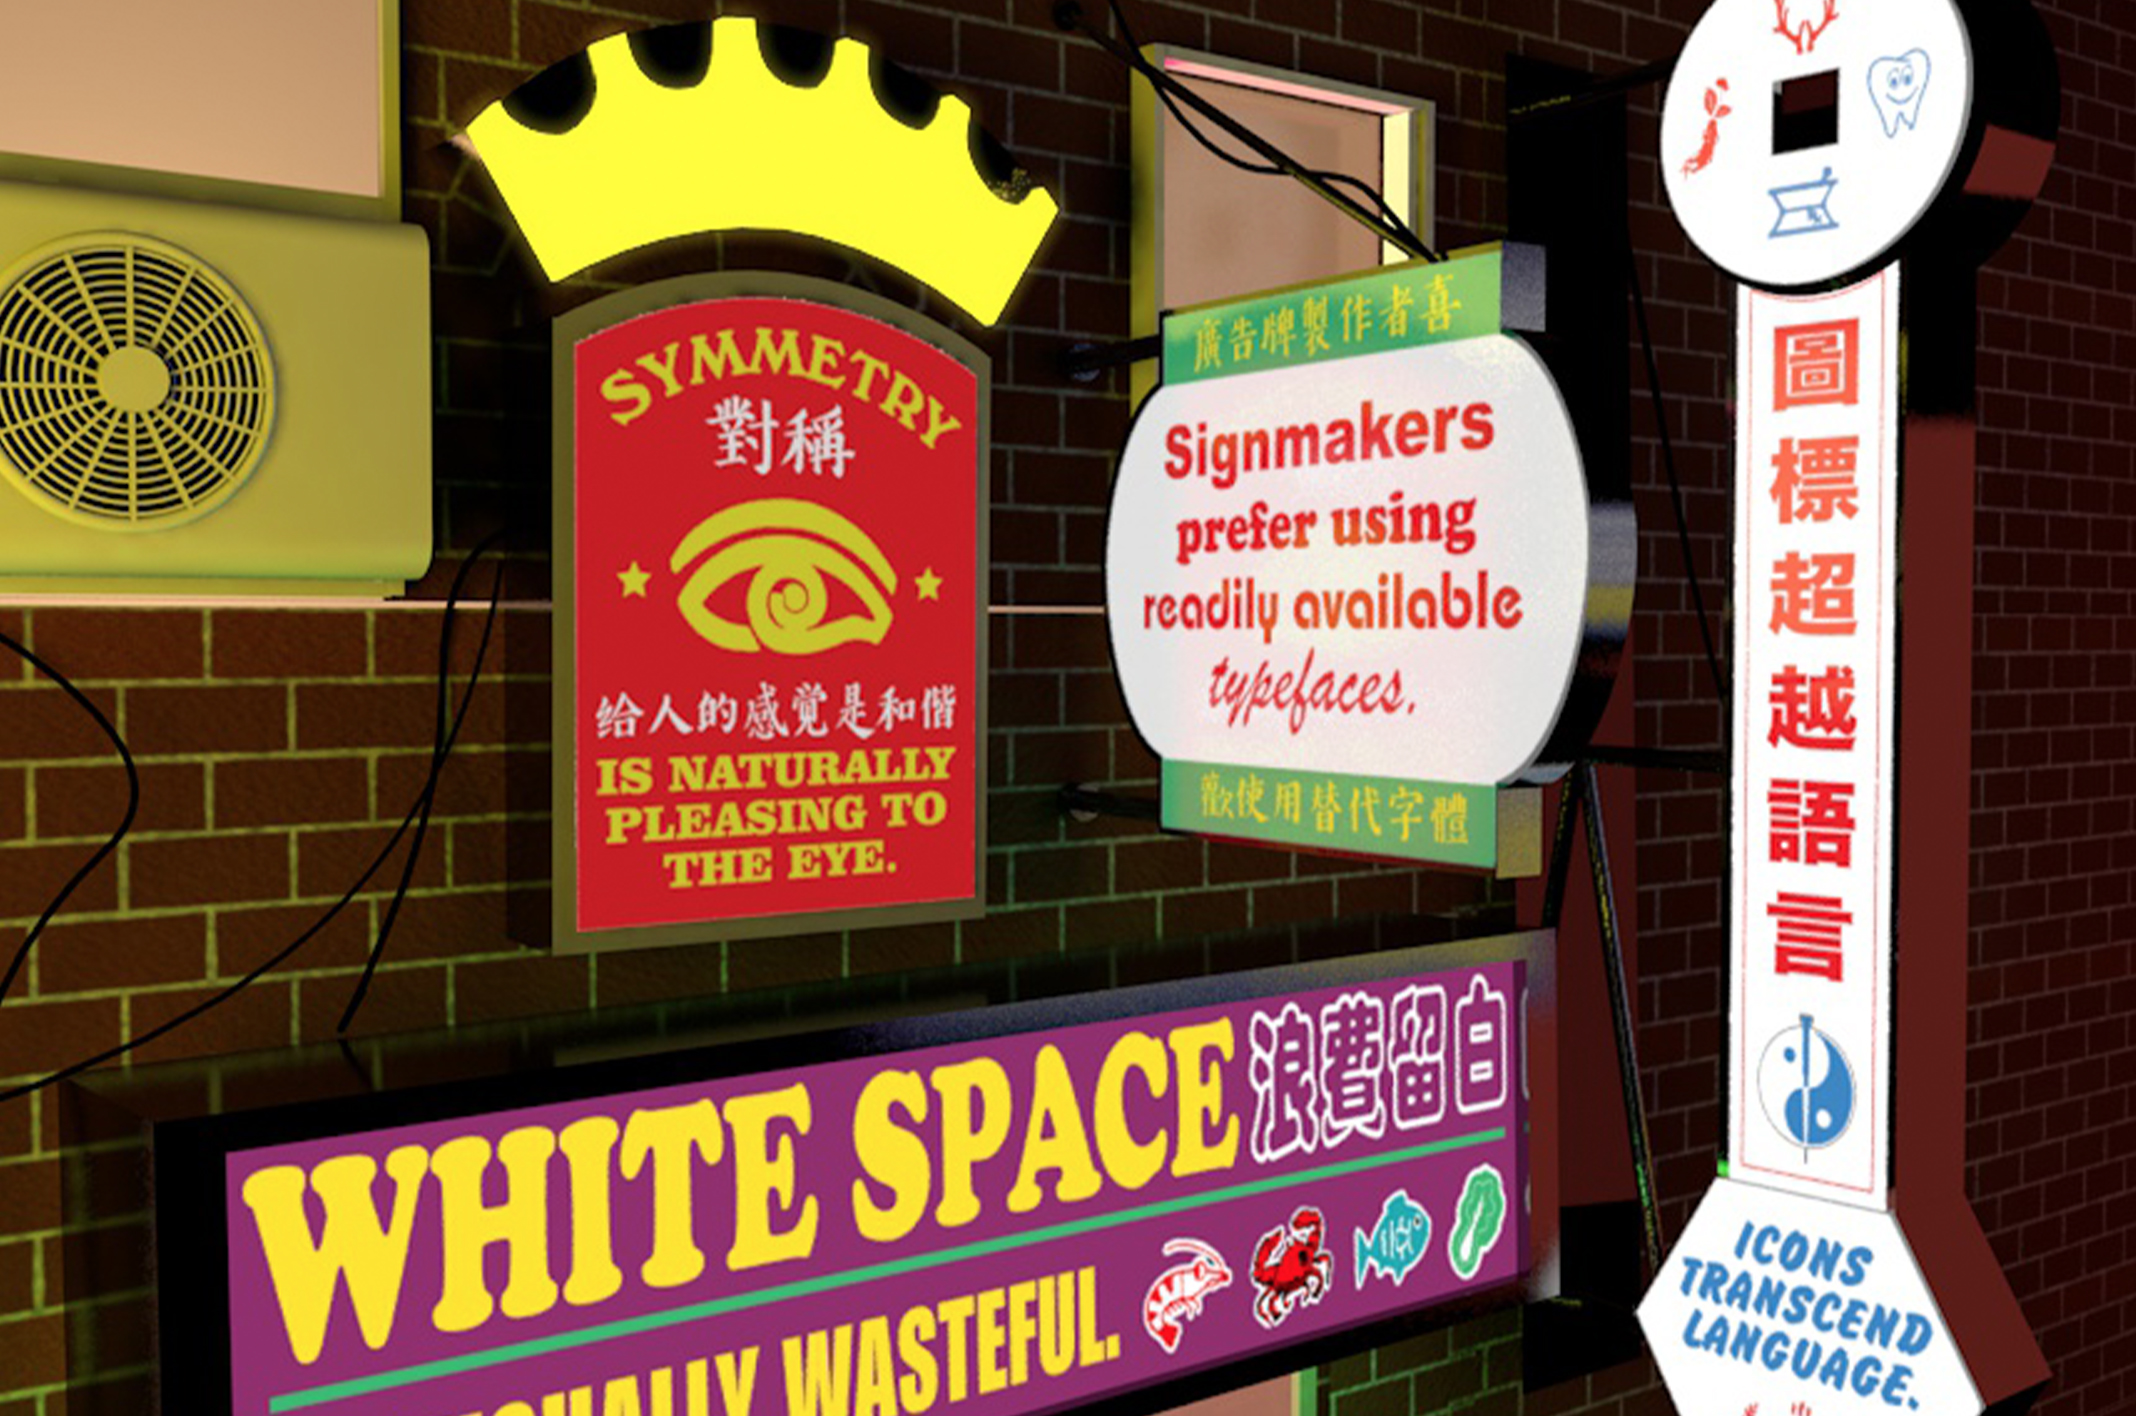 SYMMETRY
對稱
给人的感觉是和偕
IS NATURALLY
PLEASING TO
THE EYE.
廣告牌製作者喜
Signmakers
prefer using
readily available
typefaces.
歡使用替代字體
圖標超越語言
ICONS
TRANSCEND
LANGUAGE.
WHITE SPACE 浪費留白
WASTEFUL.